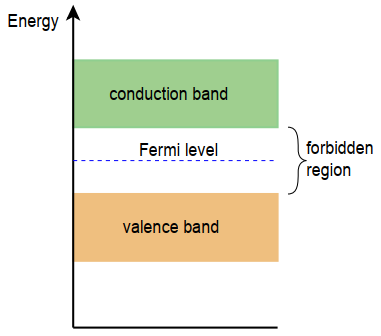 Energy
conduction band
Fermi level
forbidden
region
valence band